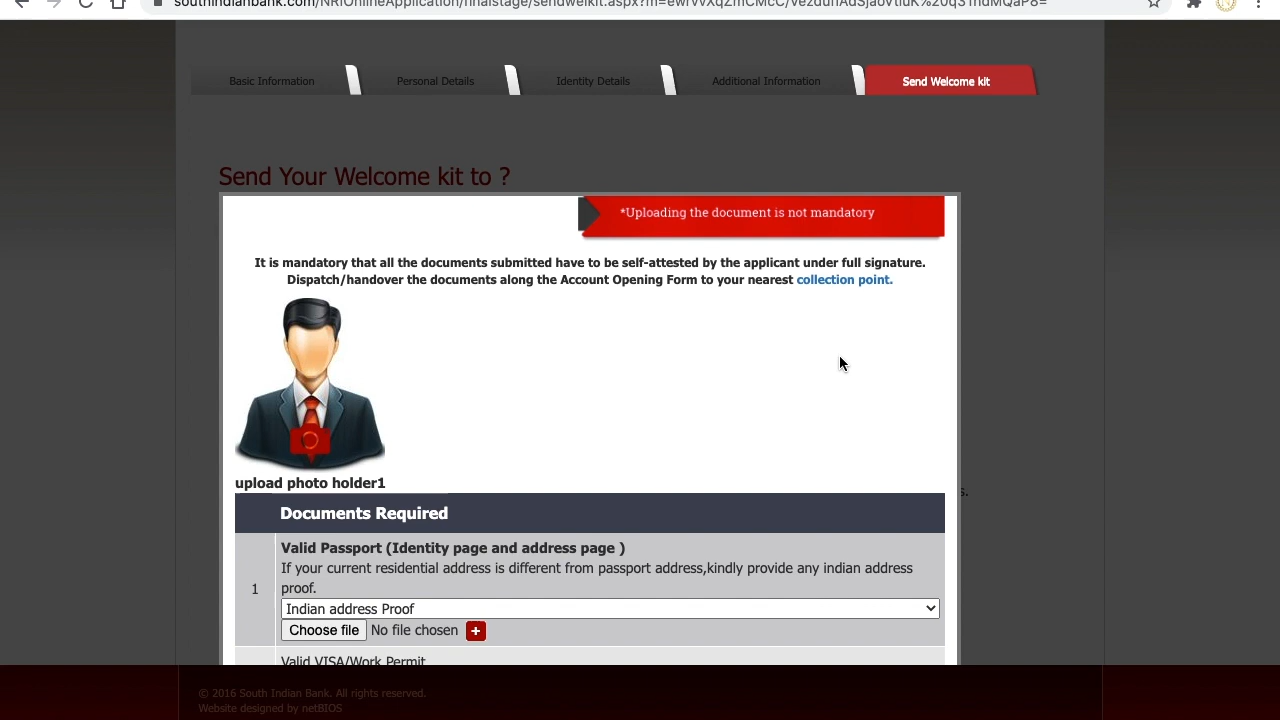 Basic Information
Personal Details
Identity Details
Additional Information
Send Welcome kit
Send Your Welcome kit to ?
*Uploading the document is not mandatory
It is mandatory that all the documents submitted have to be self-attested by the applicant under full signature.
Dispatch/handover the documents along the Account Opening Form to your nearest collection point.
upload photo holder1
s.
Documents Required
Valid Passport (Identity page and address page )
If your current residential address is different from passport address,kindly provide any indian address
proof.
1
Indian address Proof
Choose file No file chosen +
Valid VISA/Work Permit
© 2016 South Indian Bank. All rights reserved.
Website designed by netBIOS